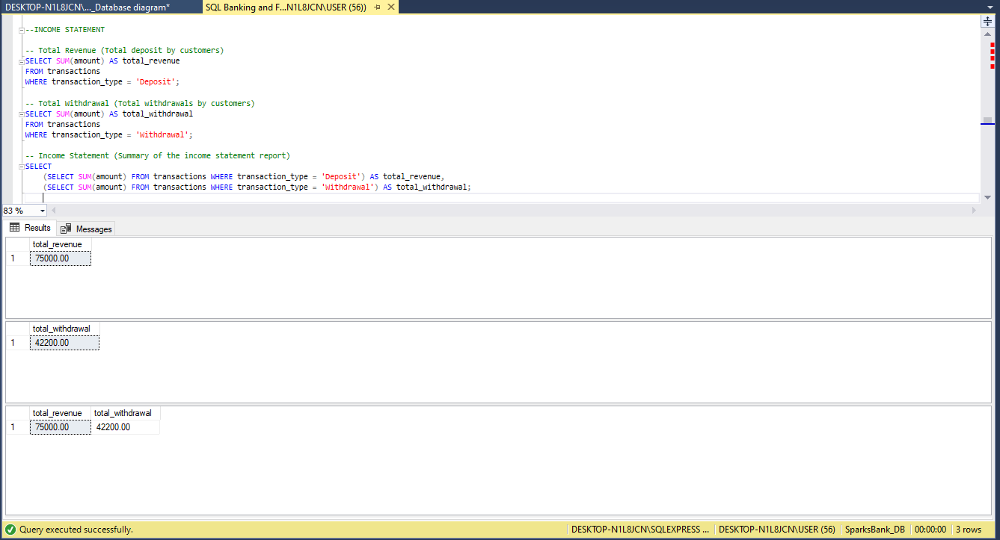 DESKTOP-N1L8JCN\..._Database diagram* SQL Banking and F...N1L8JCN\USER (56))
--INCOME STATEMENT
-- Total Revenue (Total deposit by customers)
SELECT SUM(amount) AS total_revenue
FROM transactions
WHERE transaction_type = 'Deposit';
-- Total Withdrawal (Total withdrawals by customers)
SELECT SUM(amount) AS total_withdrawal
FROM transactions
WHERE transaction_type = 'Withdrawal';
-- Income Statement (Summary of the income statement report)
SELECT
(SELECT SUM(amount) FROM transactions WHERE transaction_type = 'Deposit') AS total_revenue,
(SELECT SUM(amount) FROM transactions WHERE transaction_type = 'Withdrawal') AS total_withdrawal;
83 %
Results Messages
total_revenue
1 75000.00
total_withdrawal
1 42200.00
total_revenue total_withdrawal
1 75000.00 42200.00
Query executed successfully. DESKTOP-N1L8JCN\SQLEXPRESS ... DESKTOP-N1L8JCN\USER (56) SparksBank_DB 00:00:00 3 rows